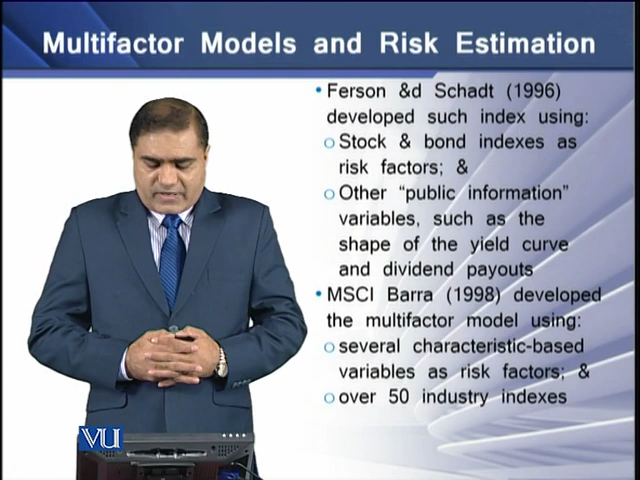 Multifactor Models and Risk Estimation
• Ferson &d Schadt (1996)
developed such index using:
o Stock & bond indexes as
risk factors; &
o Other “public information”
variables, such as the
shape of the yield curve
and dividend payouts
• MSCI Barra (1998) developed
the multifactor model using:
o several characteristic-based
variables as risk factors; &
o over 50 industry indexes
VU